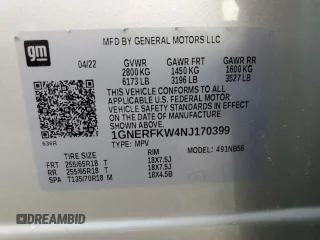 gm
MFD BY GENERAL MOTORS LLC
04/22 GVWR GAWR FRT GAWR RR
2800 KG 1450 KG 1600 KG
6173 LB 3196 LB 3527 LB
THIS VEHICLE CONFORMS TO ALL APPLICABLE
U.S. FEDERAL MOTOR VEHICLE
SAFETY STANDARDS IN EFFECT ON THE DATE OF
MANUFACTURE SHOWN ABOVE.
1GNERFKW4NJ170399
TYPE: MPV 491NB56
TIRE SIZE RIM
FRT 255/65R18 T 18X7.5J
RR 255/65R18 T 18X7.5J
SPA T135/70R18 M 18X4.5B